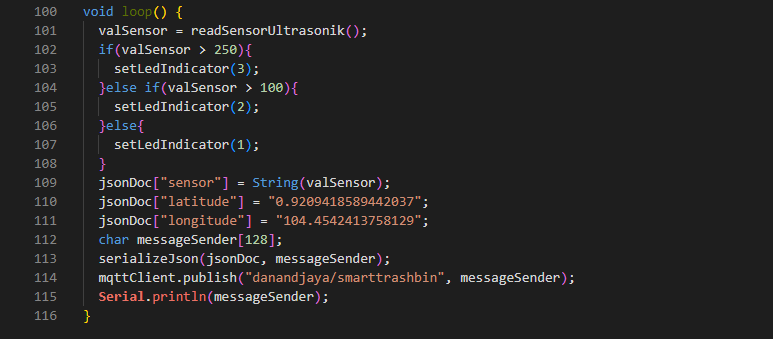 100 void loop() {
101   valSensor = readSensorUltrasonik();
102   if(valSensor > 250){
103     setLedIndicator(3);
104   }else if(valSensor > 100){
105     setLedIndicator(2);
106   }else{
107     setLedIndicator(1);
108   }
109   jsonDoc["sensor"] = String(valSensor);
110   jsonDoc["latitude"] = "0.9209418589442037";
111   jsonDoc["longitude"] = "104.4542413758129";
112   char messageSender[128];
113   serializeJson(jsonDoc, messageSender);
114   mqttClient.publish("danandjaya/smarttrashbin", messageSender);
115   Serial.println(messageSender);
116 }